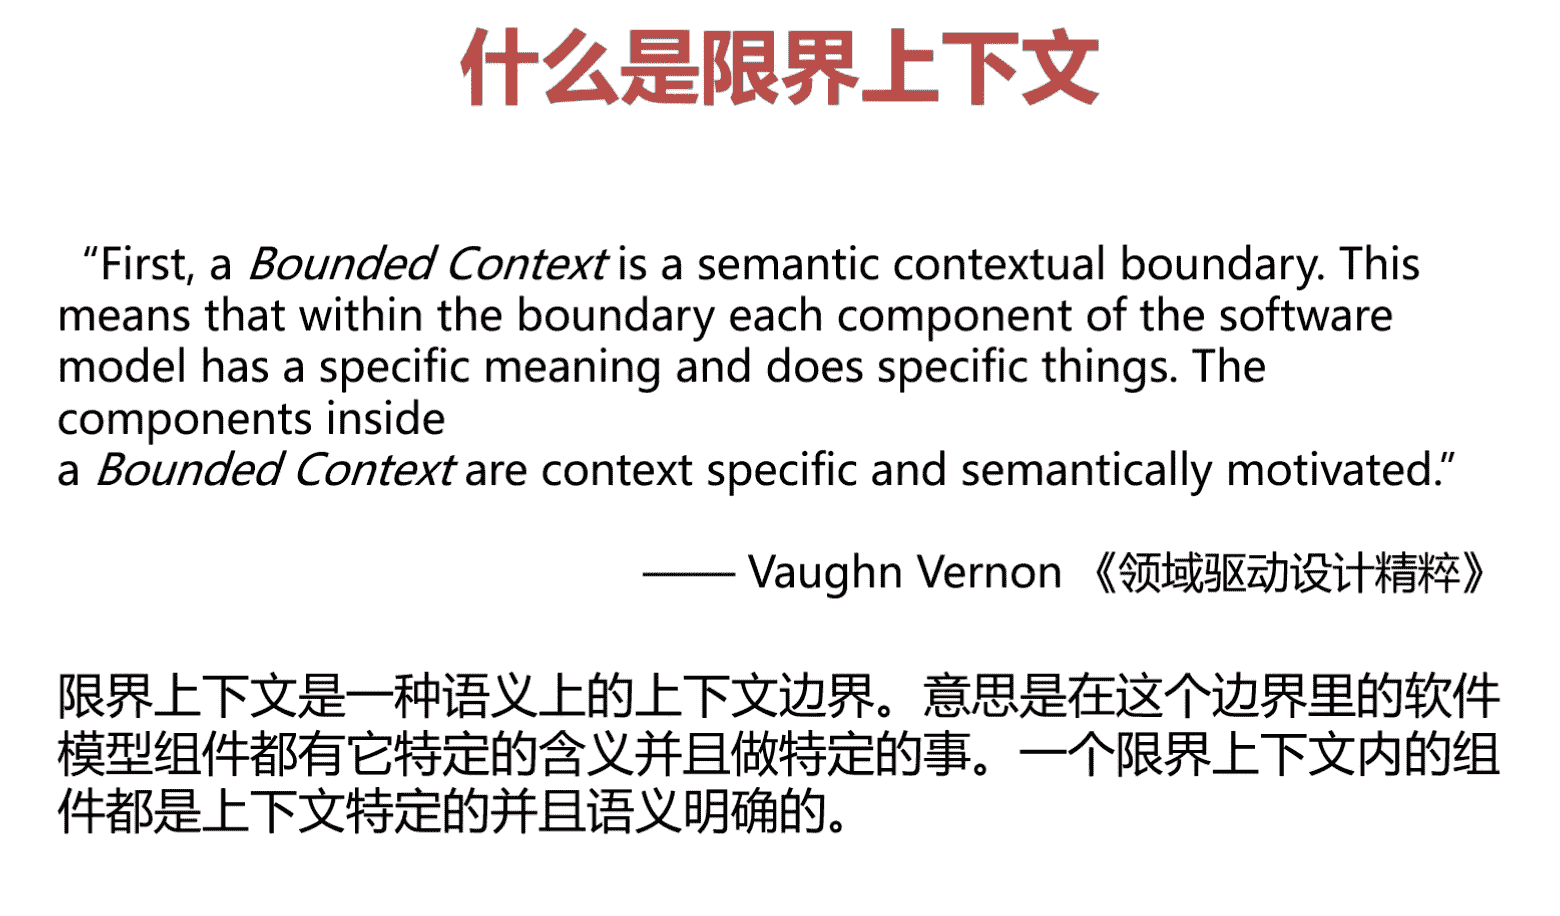 什么是限界上下文
“First, a Bounded Context is a semantic contextual boundary. This
means that within the boundary each component of the software
model has a specific meaning and does specific things. The
components inside
a Bounded Context are context specific and semantically motivated.”
—— Vaughn Vernon 《领域驱动设计精粹》
限界上下文是一种语义上的上下文边界。意思是在这个边界里的软件
模型组件都有它特定的含义并且做特定的事。一个限界上下文内的组
件都是上下文特定的并且语义明确的。